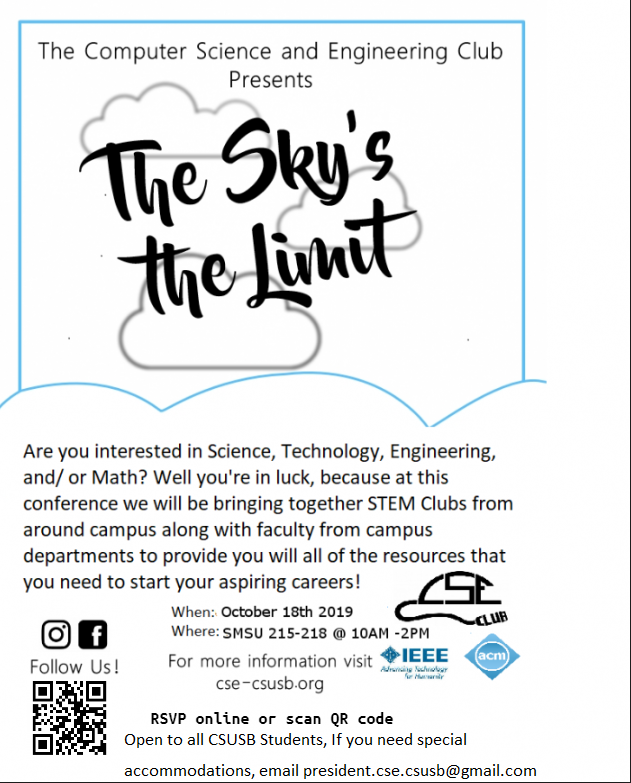 The Computer Science and Engineering Club
Presents
The Sky's
the Limit
Are you interested in Science, Technology, Engineering,
and/ or Math? Well you're in luck, because at this
conference we will be bringing together STEM Clubs from
around campus along with faculty from campus
departments to provide you will all of the resources that
you need to start your aspiring careers!
CSE
CLUB
When: October 18th 2019
Where: SMSU 215-218 @ 10AM -2PM
Follow Us!
For more information visit
cse-csusb.org
IEEE
Advancing Technology
for Humanity
acm
RSVP online or scan QR code
Open to all CSUSB Students, If you need special
accommodations, email president.cse.csusb@gmail.com